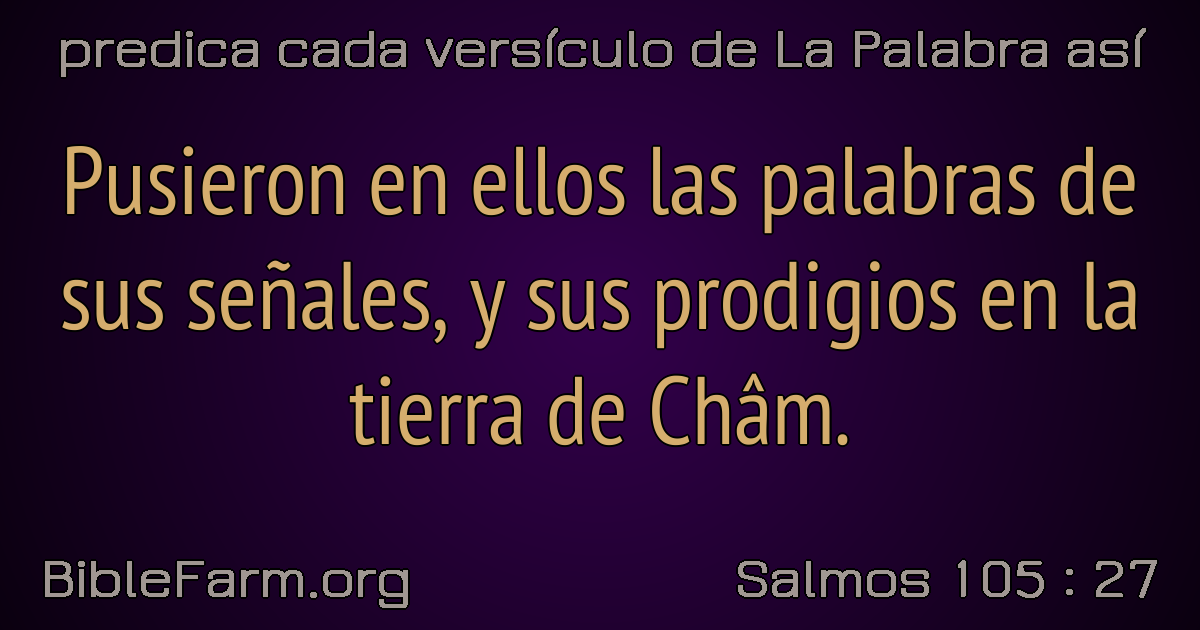 predica cada versículo de La Palabra así
Pusieron en ellos las palabras de
sus señales, y sus prodigios en la
tierra de Châm.
BibleFarm.org
Salmos 105 : 27